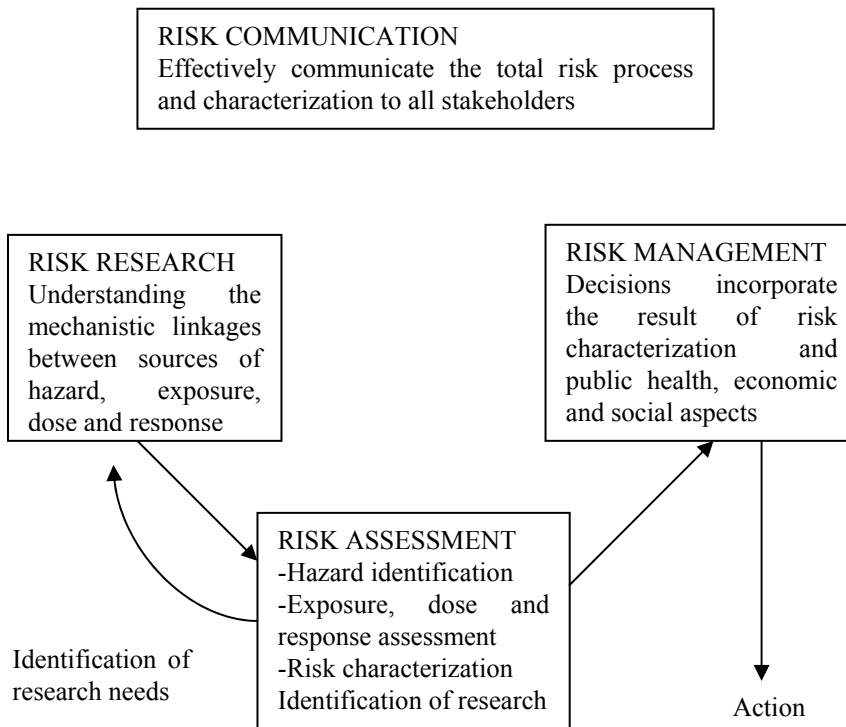 RISK COMMUNICATION
Effectively communicate the total risk process
and characterization to all stakeholders
RISK RESEARCH
Understanding the
mechanistic linkages
between sources of
hazard, exposure,
dose and response
RISK MANAGEMENT
Decisions incorporate
the result of risk
characterization and
public health, economic
and social aspects
RISK ASSESSMENT
-Hazard identification
-Exposure, dose and
response assessment
-Risk characterization
Identification of research
Identification of
research needs
Action